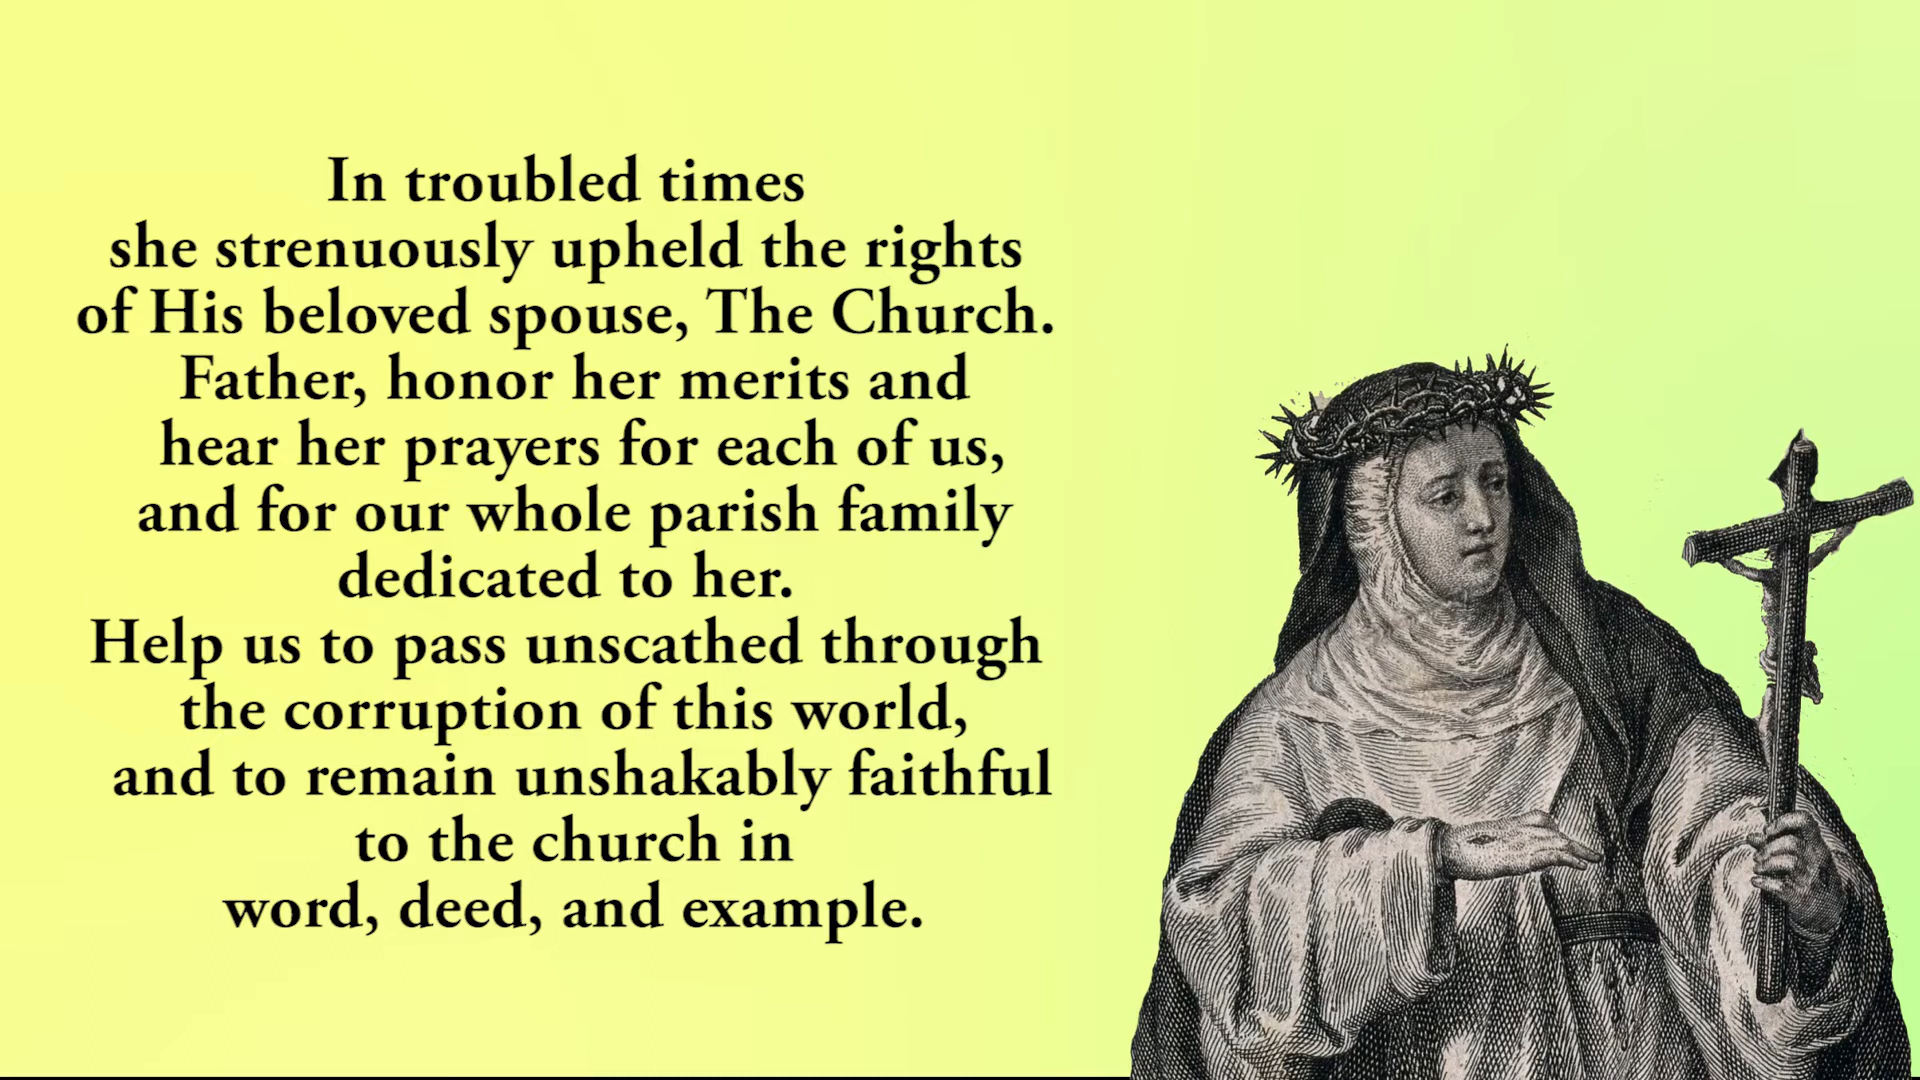 In troubled times
she strenuously upheld the rights
of His beloved spouse, The Church.
Father, honor her merits and
hear her prayers for each of us,
and for our whole parish family
dedicated to her.
Help us to pass unscathed through
the corruption of this world,
and to remain unshakably faithful
to the church in
word, deed, and example.